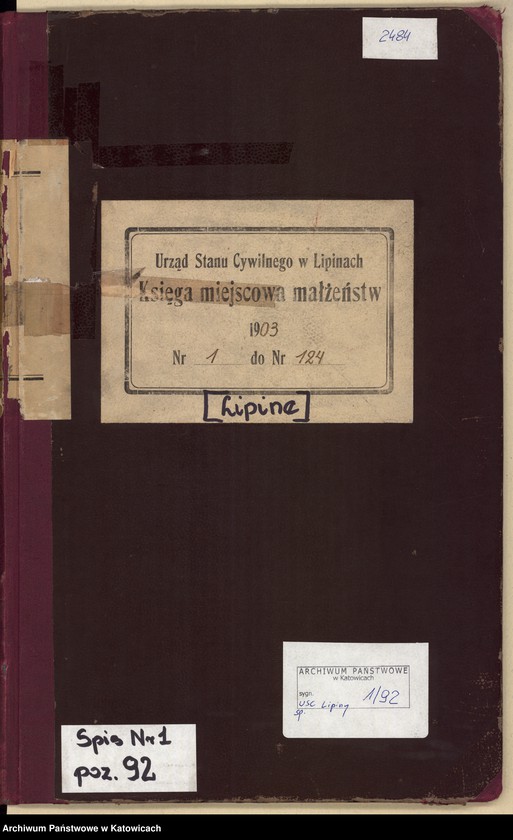 2484
Urząd Stanu Cywilnego w Lipinach
Księga miejscowa małżeństw
1903
Nr 1 do Nr 124
[Lipine]
ARCHIWUM PAŃSTWOWE
w Katowicach
sygn. 1/92
USC Lipiny
sp.
Spis Nr 1
poz. 92
Archiwum Państwowe w Katowicach